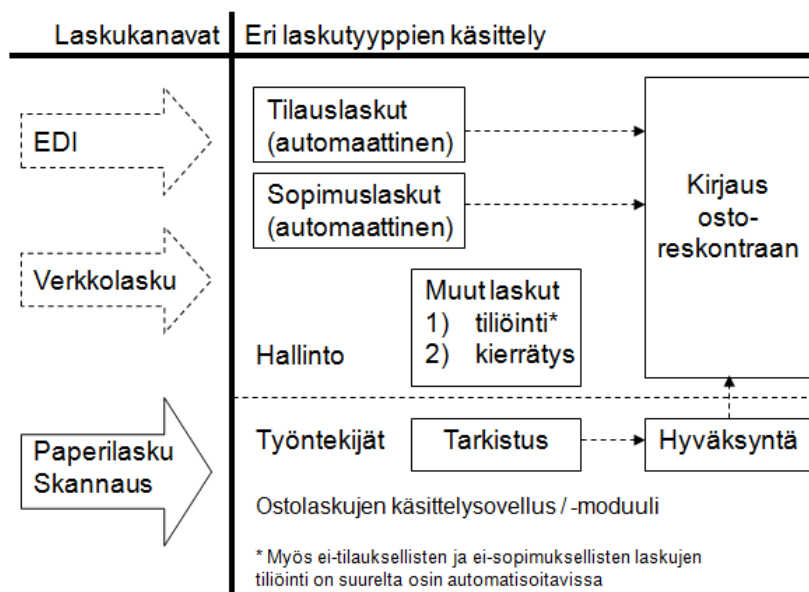 Laskukanavat
Eri laskutyyppien käsittely
EDI
Verkkolasku
Paperilasku
Skannaus
Tilauslaskut
(automaattinen)
Sopimuslaskut
(automaattinen)
Muut laskut
1) tiliöinti*
2) kierrätys
Hallinto
Kirjaus
osto-
reskontraan
Työntekijät
Tarkistus
Hyväksyntä
Ostolaskujen käsittelysovellus / -moduuli
* Myös ei-tilauksellisten ja ei-sopimuksellisten laskujen
tiliöinti on suurelta osin automatisoitavissa